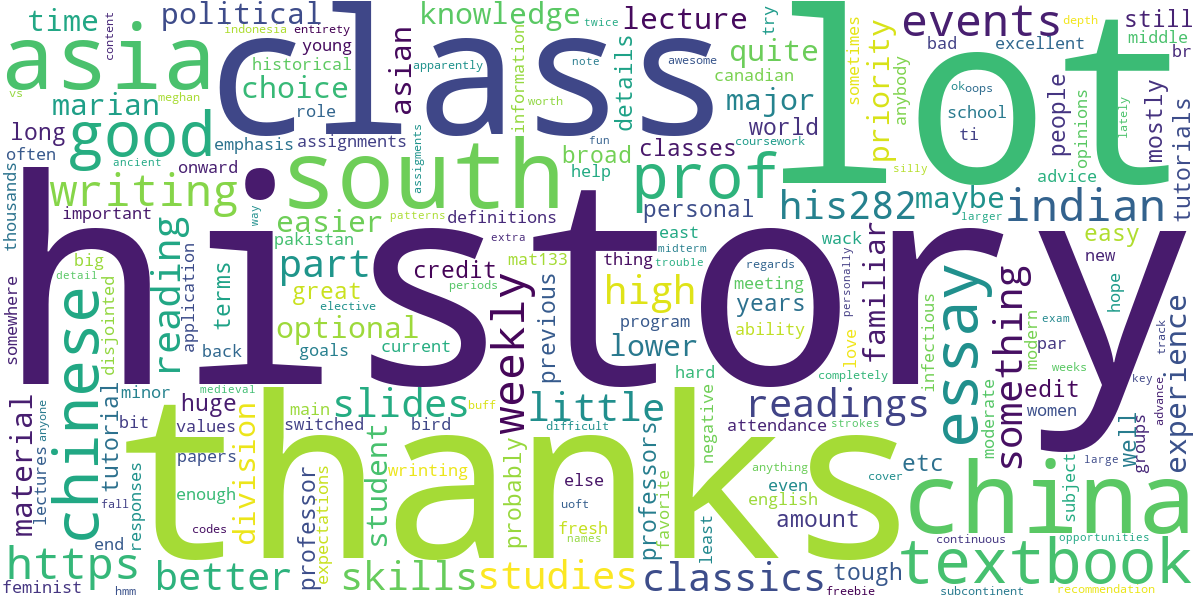 history
class
lot
thanks
asia
south
china
chinese
good
prof
textbook
essay
indian
events
his282
writing
readings
https
skills
slides
studies
classics
better
little
high
part
weekly
something
experience
familiar
political
knowledge
lecture
time
marian
choice
asian
quite
major
priority
details
world
classes
broad
maybe
people
mostly
tutorials
easy
easier
reading
optional
credit
personal
lower
years
edit
well
material
division
student
huge
tutorial
terms
great
previous
professors
professor
probably
etc
amount
tough
long
still
middle
br
excellent
bad
try
canadian
sometimes
anybody
okoops
school
ti
opinions
lately
advice
larger
silly
coursework
fun
worth
note
awesome
twice
content
indonesia
entirety
young
historical
apparently
information
role
vs
meghan
emphasis
assignments
assigments
often
onward
ancient
help
thousands
important
way
patterns
definitions
extra
east
midterm
trouble
thing
mat133
pakistan
wack
regards
meeting
ability
personally
new
hope
big
detail
disjointed
application
somewhere
periods
elective
goals
current
back
program
love
infectious
modern
exam
par
weeks
track
key
advance
women
groups
large
moderate
completely
hard
negative
attendance
strokes
minor
medieval
bit
values
main
switched
bird
buff
difficult
papers
anyone
lectures
responses
enough
wrinting
else
anything
even
english
cover
subject
fall
codes
end
expectations
uoft
fresh
names
favorite
least
continuous
opportunities
feminist
hmm
freebie
subcontinent
recommendation